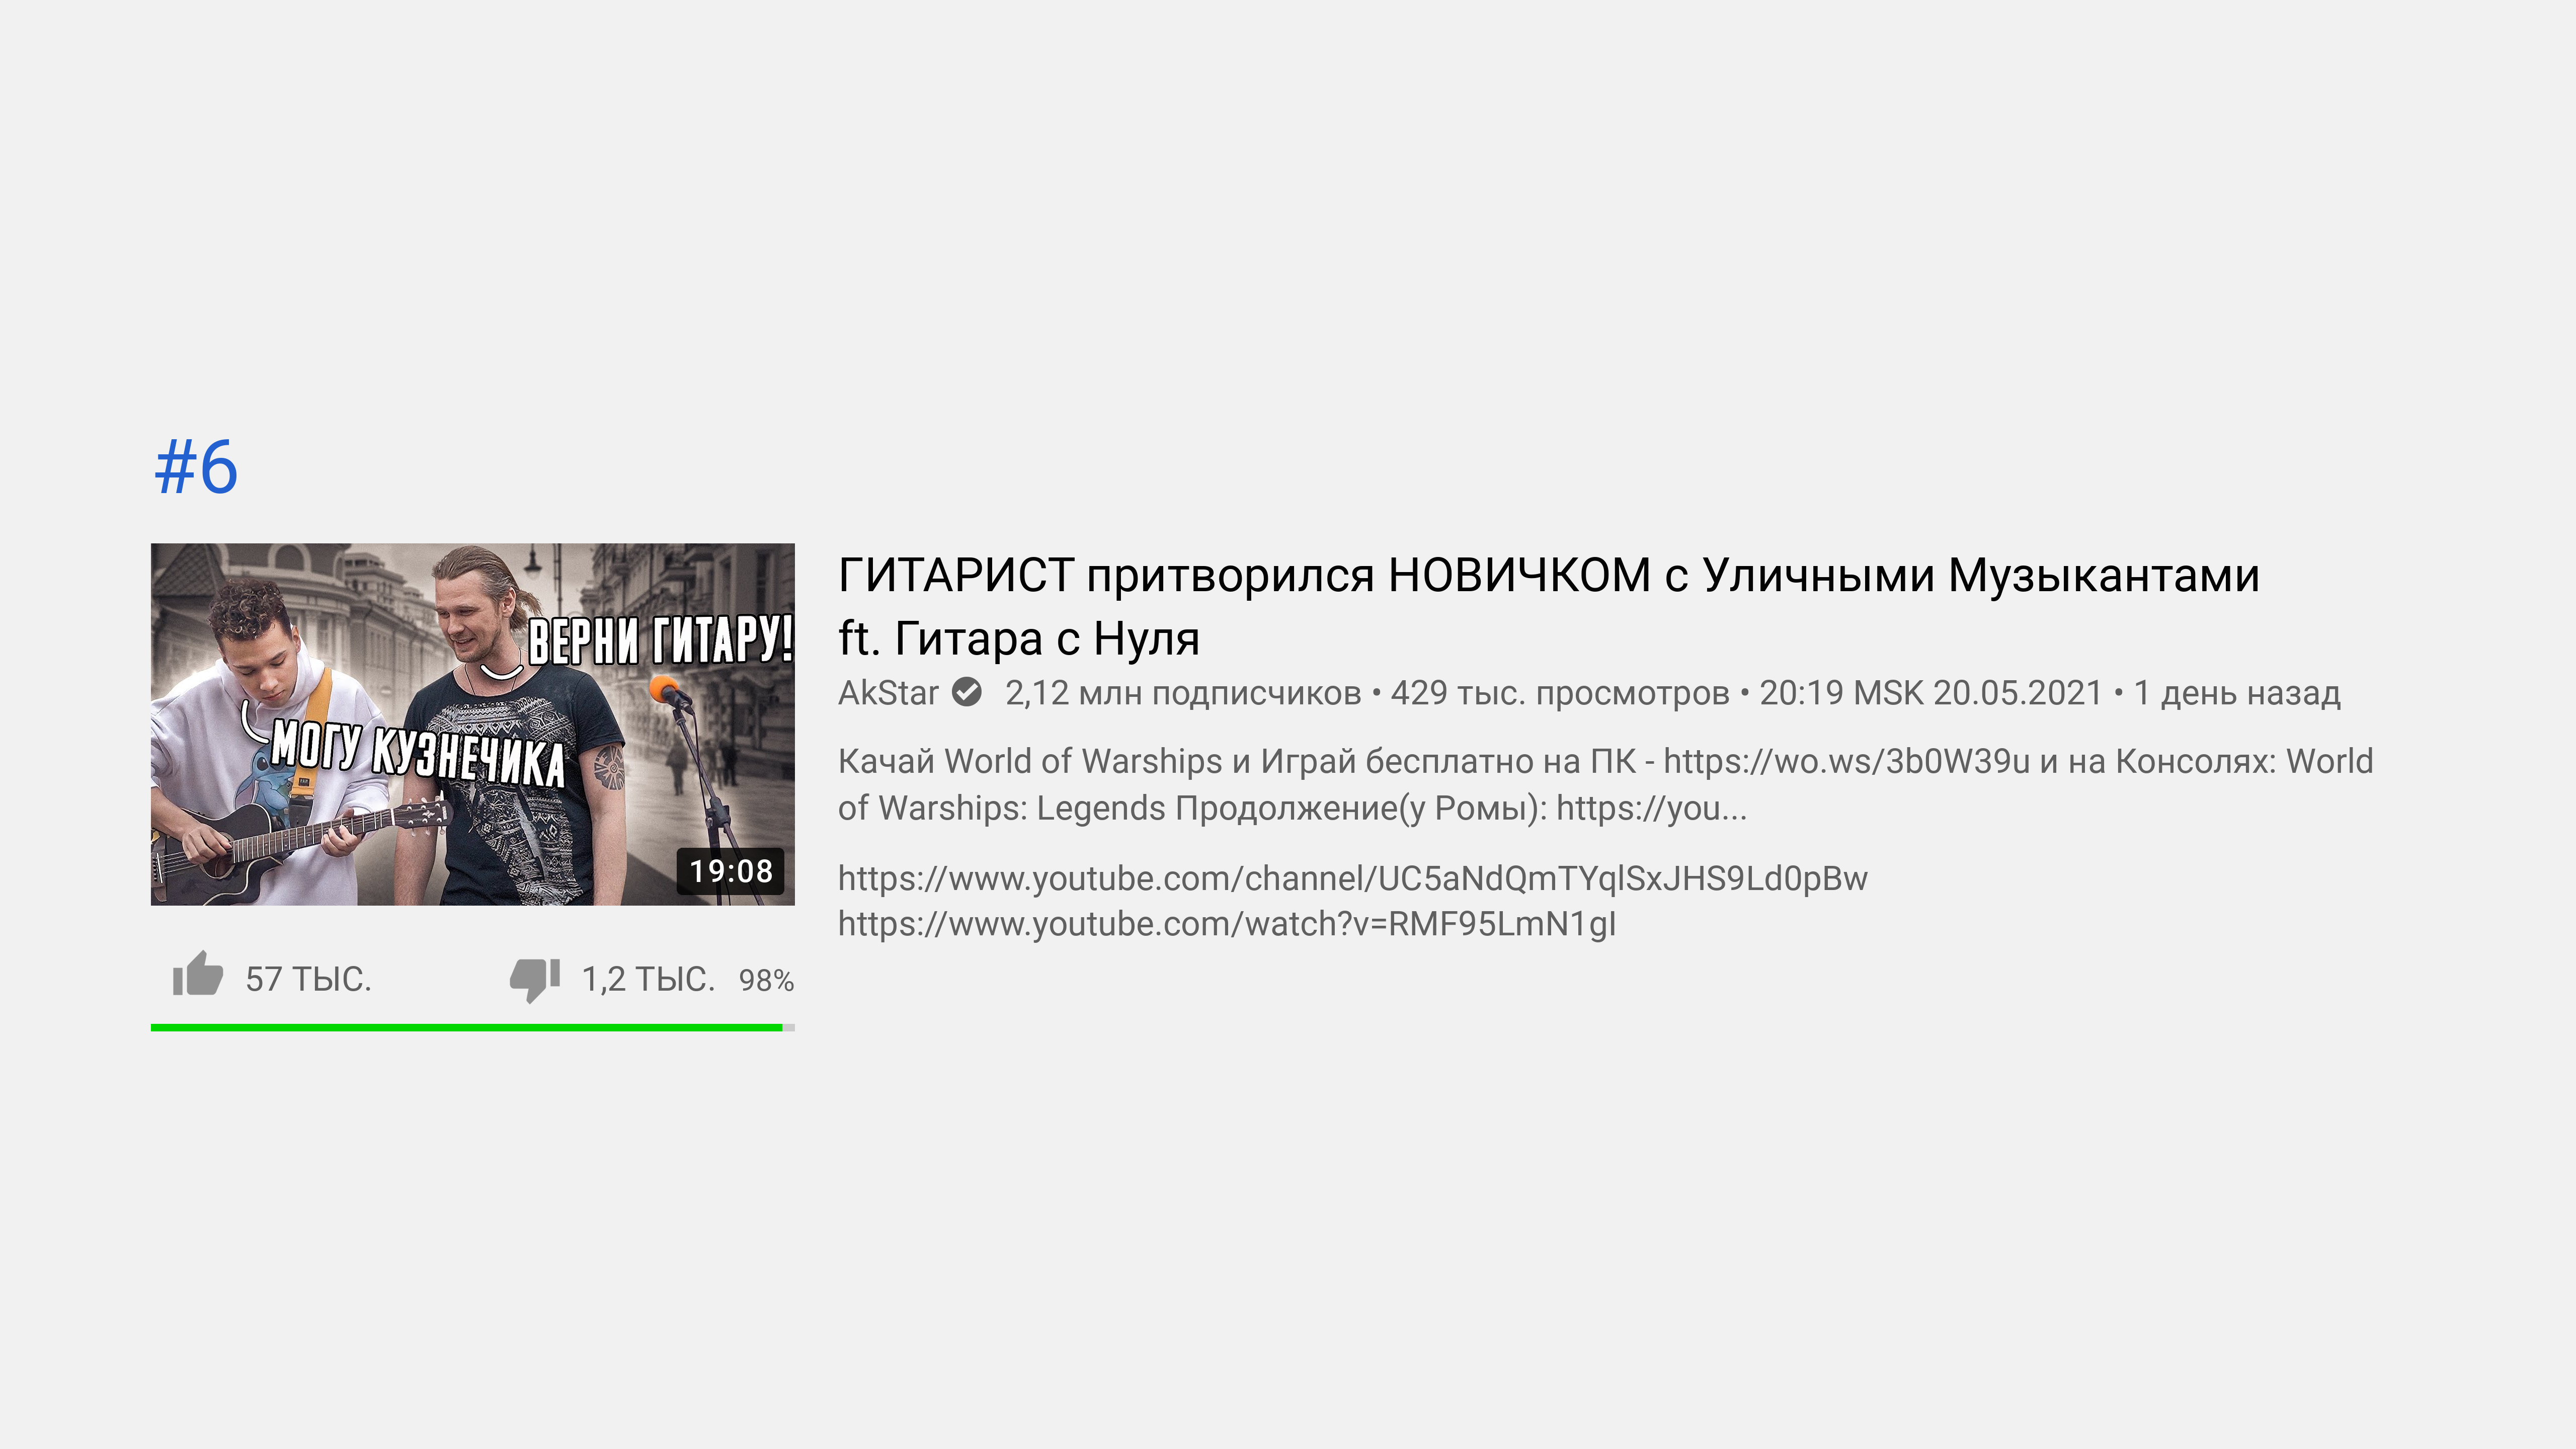 #6
ВЕРНИ ГИТАРУ!
МОГУ КУЗНЕЧИКА
19:08
57 ТЫС.
1,2 ТЫС.
98%
ГИТАРИСТ притворился НОВИЧКОМ с Уличными Музыкантами
ft. Гитара с Нуля
AkStar 2,12 млн подписчиков • 429 тыс. просмотров • 20:19 MSK 20.05.2021 • 1 день назад
Качай World of Warships и Играй бесплатно на ПК - https://wo.ws/3b0W39u и на Консолях: World
of Warships: Legends Продолжение(у Ромы): https://you...
https://www.youtube.com/channel/UC5aNdQmTYqlSxJHS9Ld0pBw
https://www.youtube.com/watch?v=RMF95LmN1gI